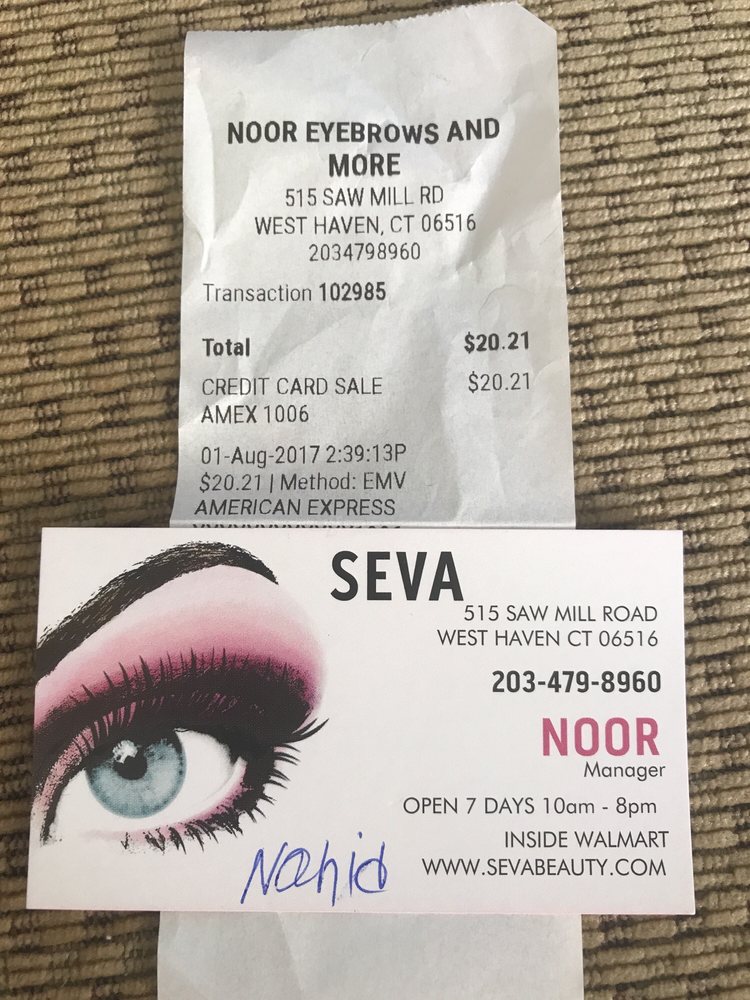 NOOR EYEBROWS AND
MORE
515 SAW MILL RD
WEST HAVEN, CT 06516
2034798960
Transaction 102985
Total $20.21
CREDIT CARD SALE $20.21
AMEX 1006
01-Aug-2017 2:39:13P
$20.21 | Method: EMV
AMERICAN EXPRESS
SEVA
515 SAW MILL ROAD
WEST HAVEN CT 06516
203-479-8960
NOOR
Manager
OPEN 7 DAYS 10am - 8pm
INSIDE WALMART
WWW.SEVABEAUTY.COM
Nahid